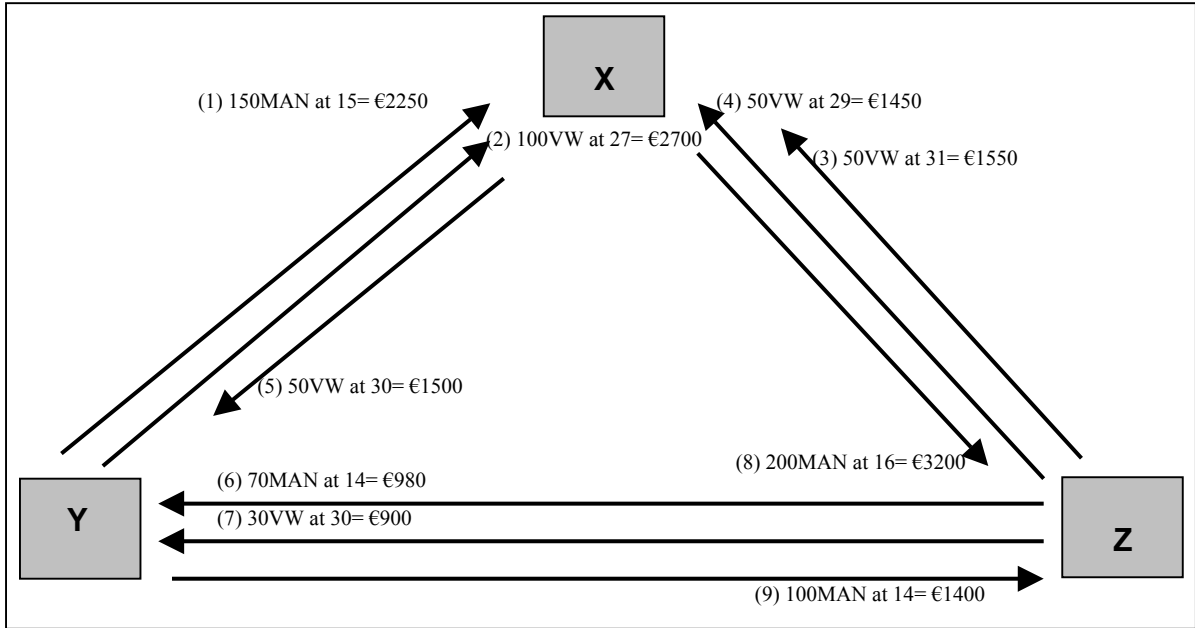 X
(1) 150MAN at 15= €2250
(4) 50VW at 29= €1450
(2) 100VW at 27= €2700
(3) 50VW at 31= €1550
(5) 50VW at 30= €1500
(8) 200MAN at 16= €3200
(6) 70MAN at 14= €980
Y
(7) 30VW at 30= €900
Z
(9) 100MAN at 14= €1400